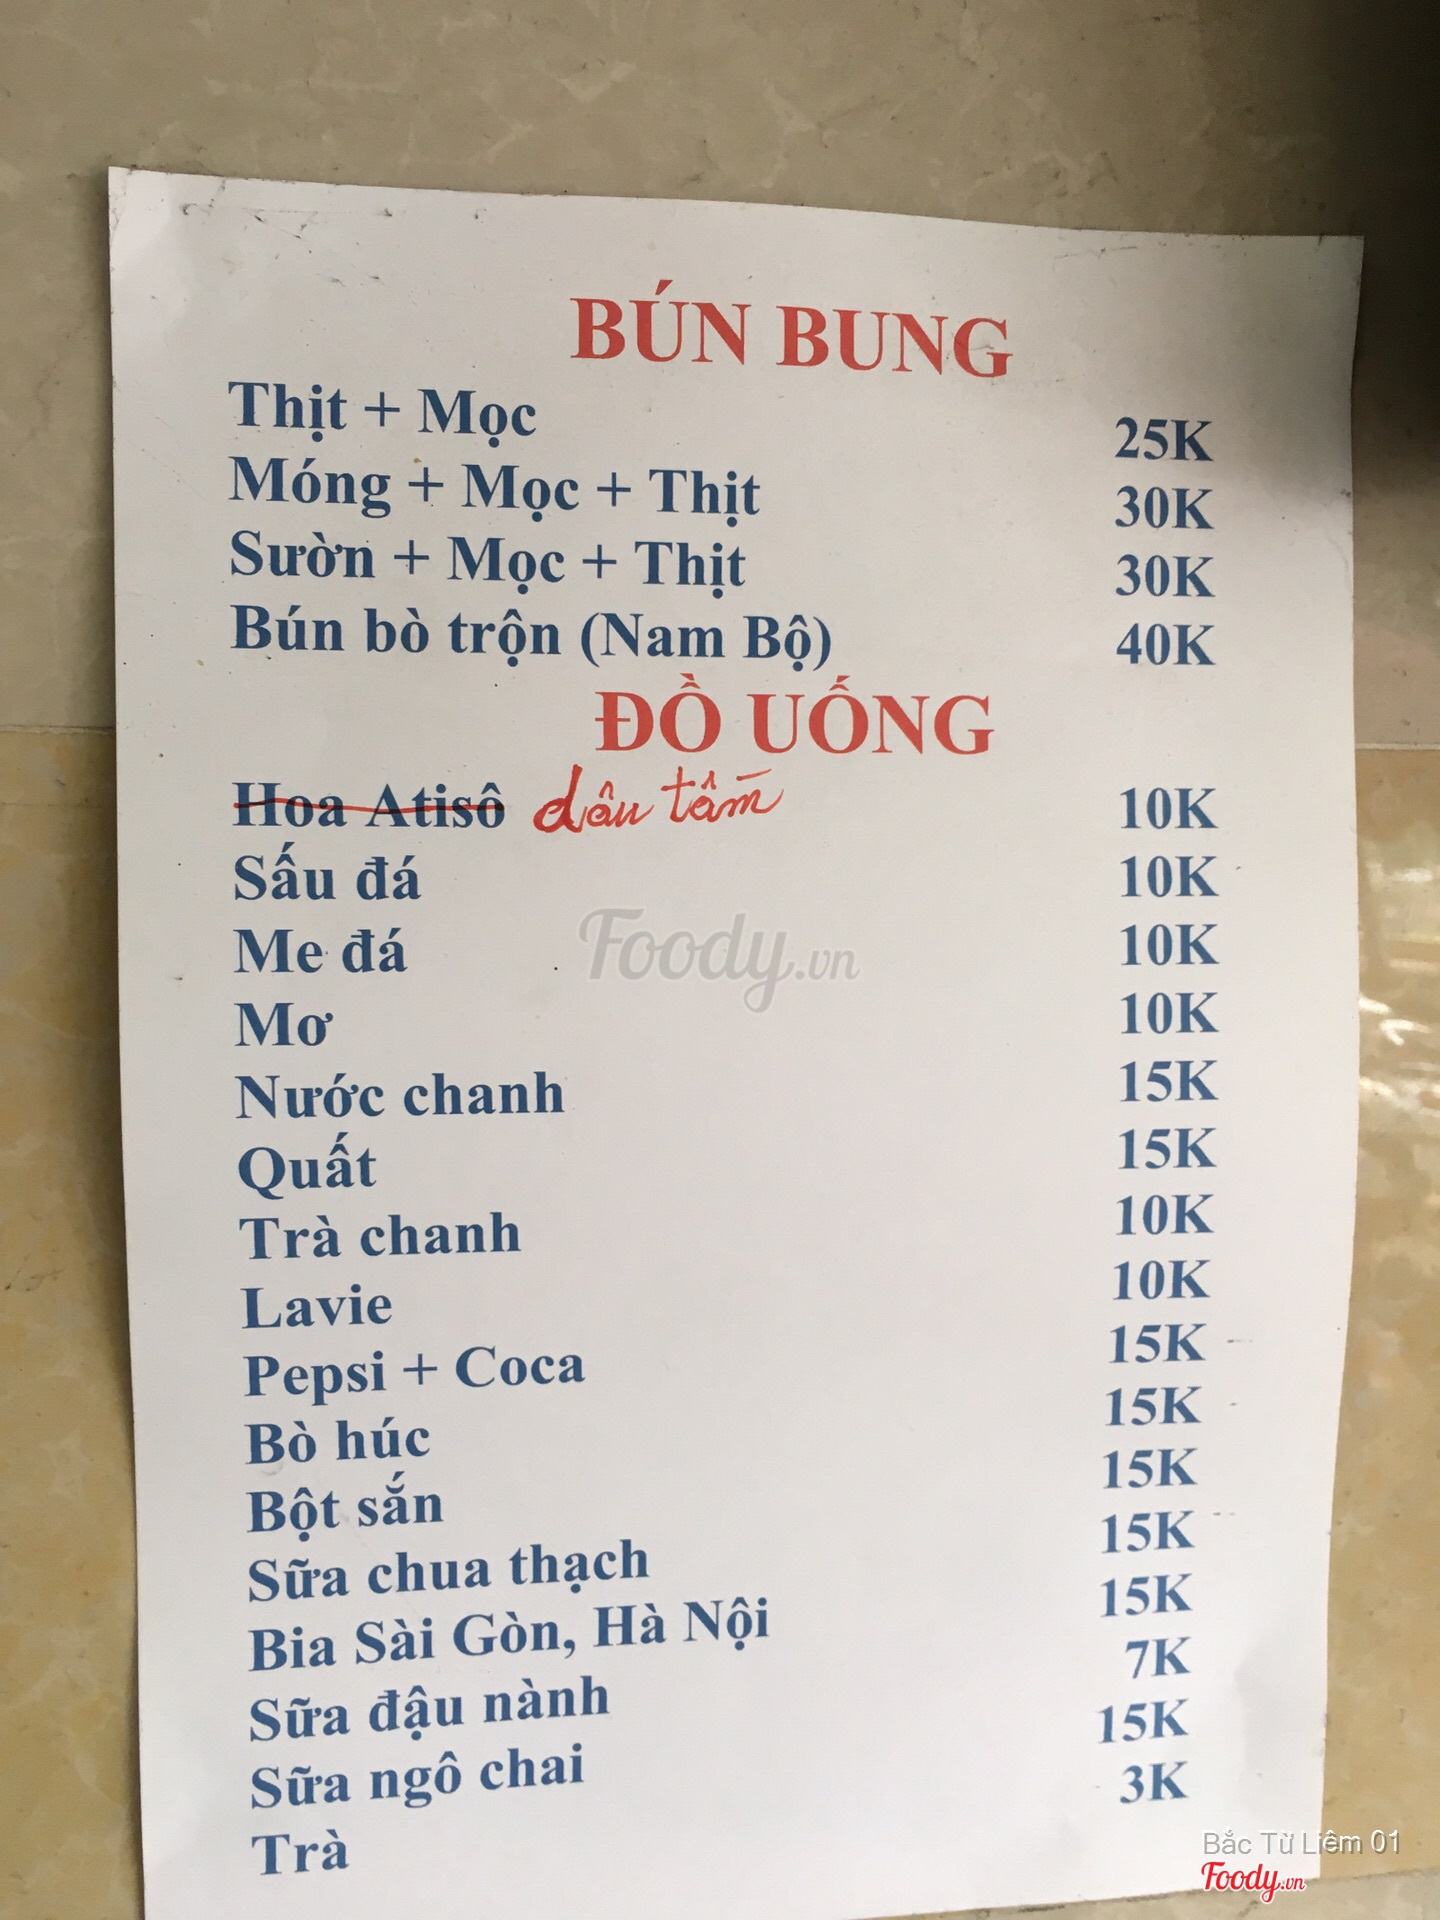 BÚN BUNG
Thịt + Mọc 25K
Móng + Mọc + Thịt 30K
Sườn + Mọc + Thịt 30K
Bún bò trộn (Nam Bộ) 40K
ĐỒ UỐNG
Hoa Atisô dâu tầm 10K
Sấu đá 10K
Me đá 10K
Mơ 10K
Nước chanh 15K
Quất 15K
Trà chanh 10K
Lavie 10K
Pepsi + Coca 15K
Bò húc 15K
Bột sắn 15K
Sữa chua thạch 15K
Bia Sài Gòn, Hà Nội 15K
Sữa đậu nành 7K
Sữa ngô chai 15K
Trà 3K
Foody.vn
Bắc Từ Liêm 01
Foody.vn